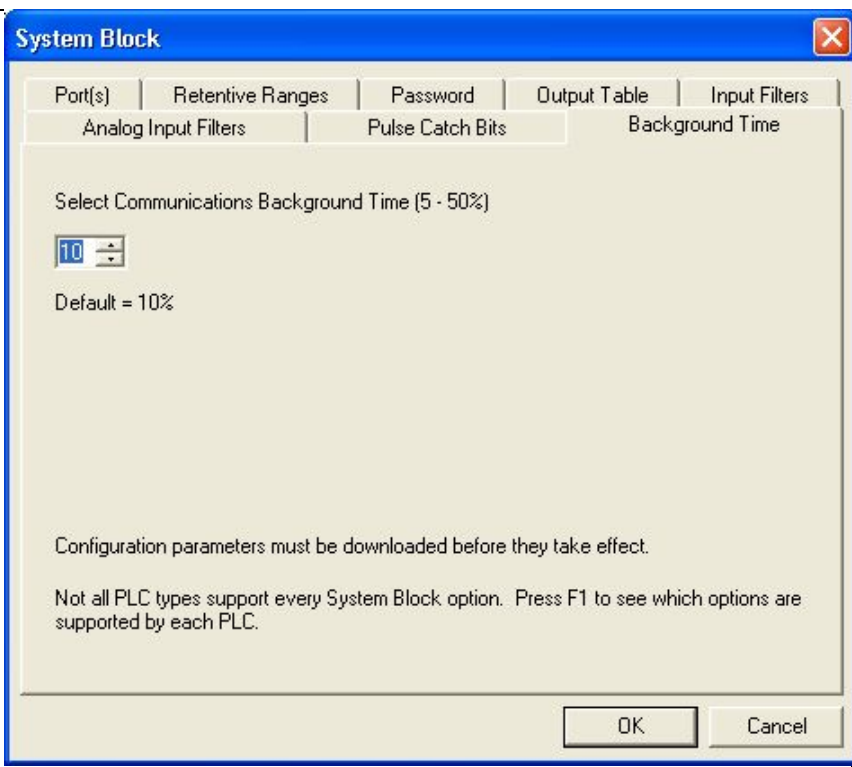 System Block
Port(s) Retentive Ranges Password Output Table Input Filters
Analog Input Filters Pulse Catch Bits Background Time
Select Communications Background Time (5 - 50%)
10
Default = 10%
Configuration parameters must be downloaded before they take effect.
Not all PLC types support every System Block option. Press F1 to see which options are
supported by each PLC.
OK Cancel